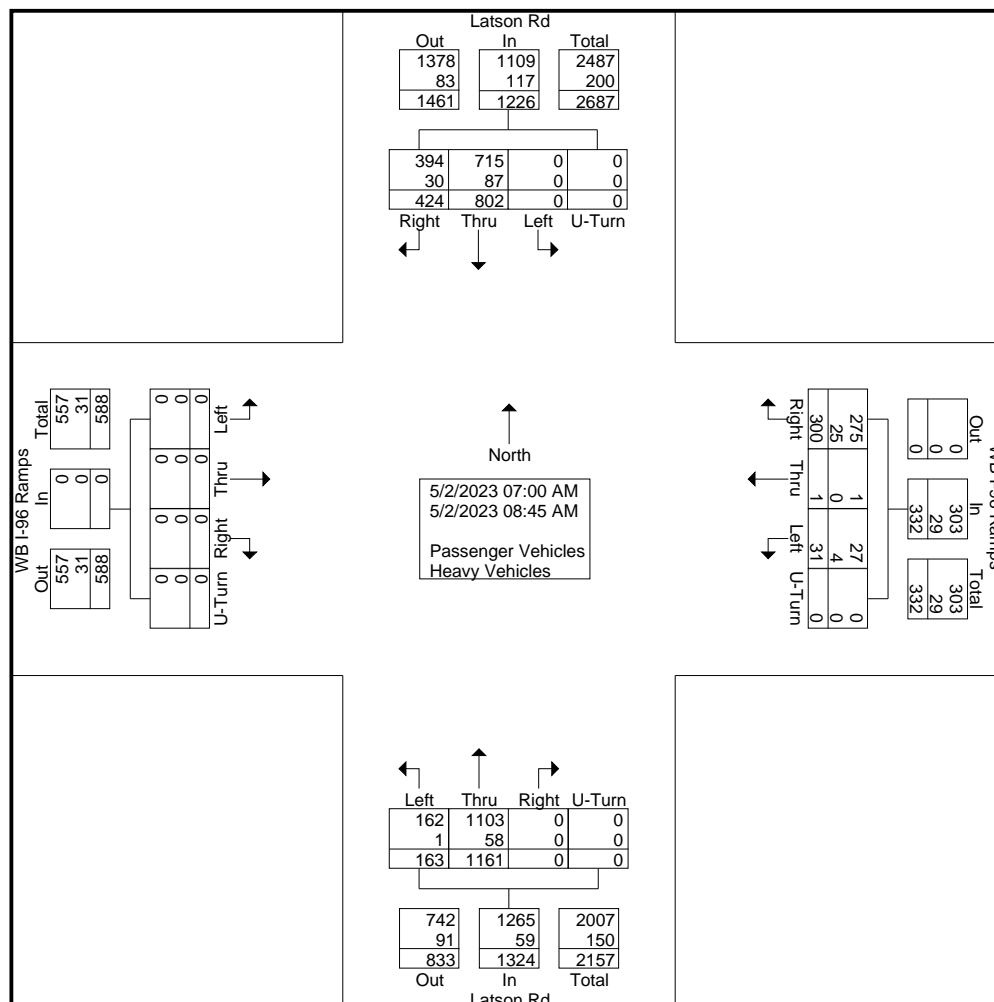 Latson Rd
Out In Total
1378 1109 2487
83 117 200
1461 1226 2687
394 715 0 0
30 87 0 0
424 802 0 0
Right Thru Left U-Turn
WB I-96 Ramps
Total In Out
557 0 557
31 0 31
588 0 588
0 0 0 0
0 0 0 0
0 0 0 0
Left Thru Right U-Turn
North
5/2/2023 07:00 AM
5/2/2023 08:45 AM
Passenger Vehicles
Heavy Vehicles
Right Thru Left U-Turn
275 1 27 0
25 0 4 0
300 1 31 0
Out In Total
0 303 303
0 29 29
0 332 332
Ramps
Left Thru Right U-Turn
162 1103 0 0
1 58 0 0
163 1161 0 0
742 1265 2007
91 59 150
833 1324 2157
Out In Total
Latson Rd